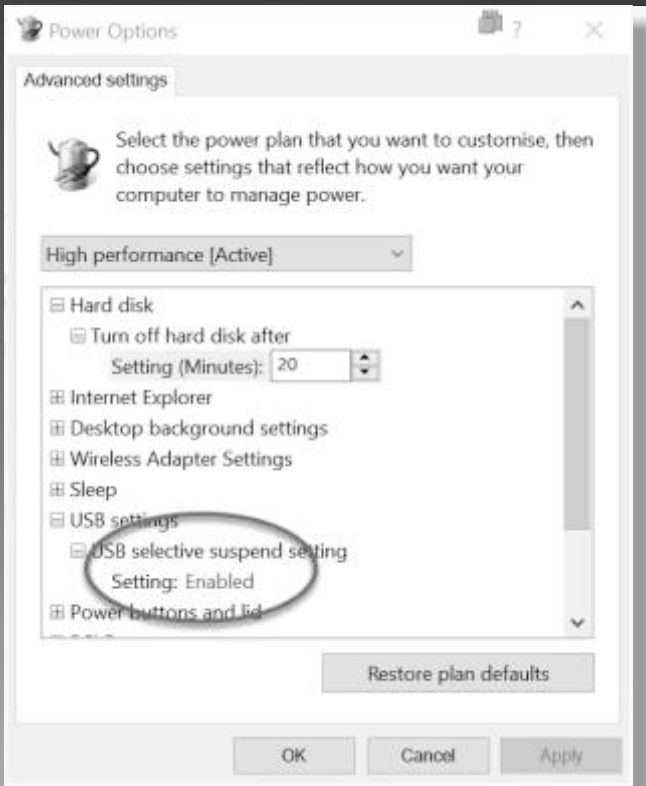 Power Options
?
Advanced settings
Select the power plan that you want to customise, then
choose settings that reflect how you want your
computer to manage power.
High performance [Active]
Hard disk
Turn off hard disk after
Setting (Minutes): 20
Internet Explorer
Desktop background settings
Wireless Adapter Settings
Sleep
USB settings
USB selective suspend setting
Setting: Enabled
Power buttons and lid
Restore plan defaults
OK
Cancel
Apply